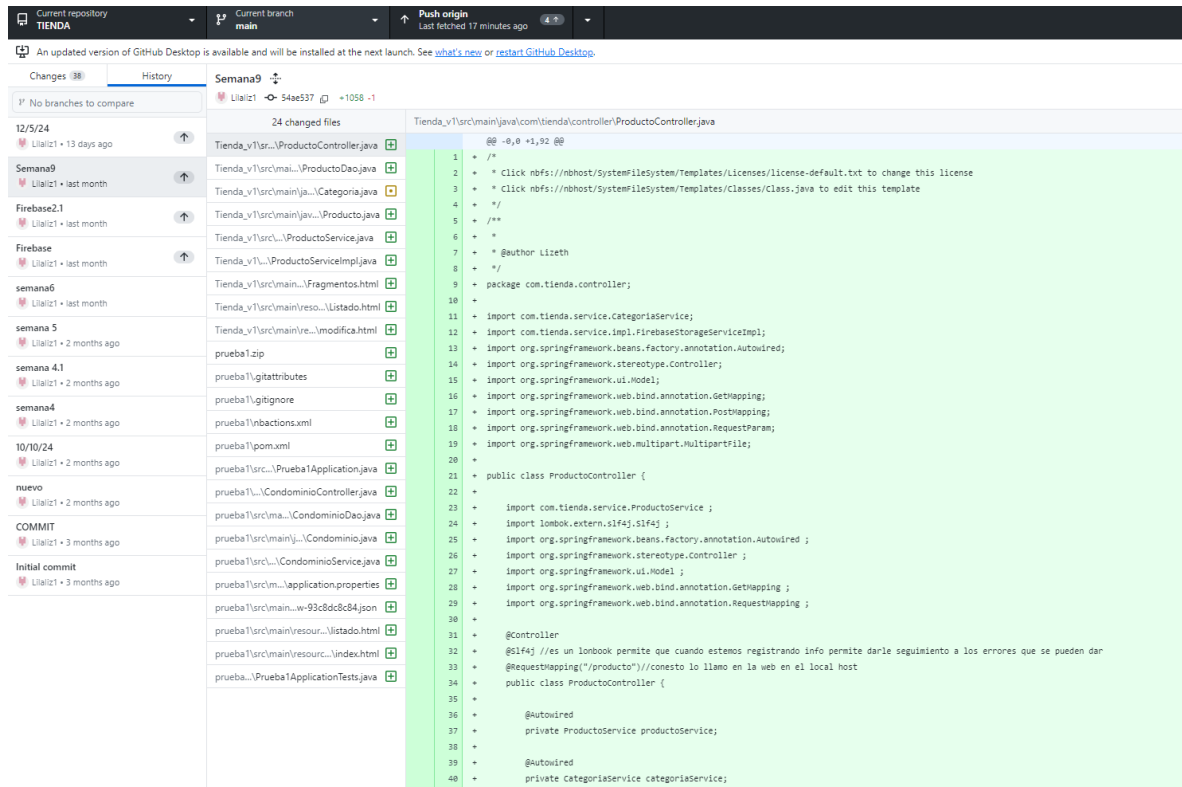 Current repository
TIENDA
Current branch
main
Push origin
Last fetched 17 minutes ago
4
An updated version of GitHub Desktop is available and will be installed at the next launch. See what's new or restart GitHub Desktop.
Changes 38
History
No branches to compare
12/5/24
Lilaliz1 • 13 days ago
Semana9
Lilaliz1 • last month
Firebase2.1
Lilaliz1 • last month
Firebase
Lilaliz1 • last month
semana6
Lilaliz1 • last month
semana 5
Lilaliz1 • 2 months ago
semana 4.1
Lilaliz1 • 2 months ago
semana4
Lilaliz1 • 2 months ago
10/10/24
Lilaliz1 • 2 months ago
nuevo
Lilaliz1 • 2 months ago
COMMIT
Lilaliz1 • 3 months ago
Initial commit
Lilaliz1 • 3 months ago
Semana9
Lilaliz1 54ae537 +1058 -1
24 changed files
Tienda_v1\sr...\ProductoController.java
Tienda_v1\src\mai...\ProductoDao.java
Tienda_v1\src\main\ja...\Categoria.java
Tienda_v1\src\main\jav...\Producto.java
Tienda_v1\src\...\ProductoService.java
Tienda_v1\...\ProductoServiceImpl.java
Tienda_v1\src\main...\Fragmentos.html
Tienda_v1\src\main\reso...\Listado.html
Tienda_v1\src\main\re...\modifica.html
prueba1.zip
prueba1\.gitattributes
prueba1\.gitignore
prueba1\nbactions.xml
prueba1\pom.xml
prueba1\src...\Prueba1Application.java
prueba1\...\CondominioController.java
prueba1\src\ma...\CondominioDao.java
prueba1\src\main\j...\Condominio.java
prueba1\src\...\CondominioService.java
prueba1\src\m...\application.properties
prueba1\src\main...w-93c8dc8c84.json
prueba1\src\main\resour...\listado.html
prueba1\src\main\resourc...\index.html
prueba...\Prueba1ApplicationTests.java
Tienda_v1\src\main\java\com\tienda\controller\ProductoController.java
@@ -0,0 +1,92 @@
1 + /*
2 + * Click nbfs://nbhost/SystemFileSystem/Templates/Licenses/license-default.txt to change this license
3 + * Click nbfs://nbhost/SystemFileSystem/Templates/Classes/Class.java to edit this template
4 + */
5 + /**
6 + *
7 + * @author Lizeth
8 + */
9 + package com.tienda.controller;
10 +
11 + import com.tienda.service.CategoriaService;
12 + import com.tienda.service.impl.FirebaseStorageServiceImpl;
13 + import org.springframework.beans.factory.annotation.Autowired;
14 + import org.springframework.stereotype.Controller;
15 + import org.springframework.ui.Model;
16 + import org.springframework.web.bind.annotation.GetMapping;
17 + import org.springframework.web.bind.annotation.PostMapping;
18 + import org.springframework.web.bind.annotation.RequestParam;
19 + import org.springframework.web.multipart.MultipartFile;
20 +
21 + public class ProductoController {
22 +
23 + import com.tienda.service.ProductoService ;
24 + import lombok.extern.slf4j.Slf4j ;
25 + import org.springframework.beans.factory.annotation.Autowired ;
26 + import org.springframework.stereotype.Controller ;
27 + import org.springframework.ui.Model ;
28 + import org.springframework.web.bind.annotation.GetMapping ;
29 + import org.springframework.web.bind.annotation.RequestMapping ;
30 +
31 + @Controller
32 + @Slf4j //es un lonbook permite que cuando estemos registrando info permite darle seguimiento a los errores que se pueden dar
33 + @RequestMapping("/producto")//conesto lo llamo en la web en el local host
34 + public class ProductoController {
35 +
36 + @Autowired
37 + private ProductoService productoService;
38 +
39 + @Autowired
40 + private CategoriaService categoriaService;